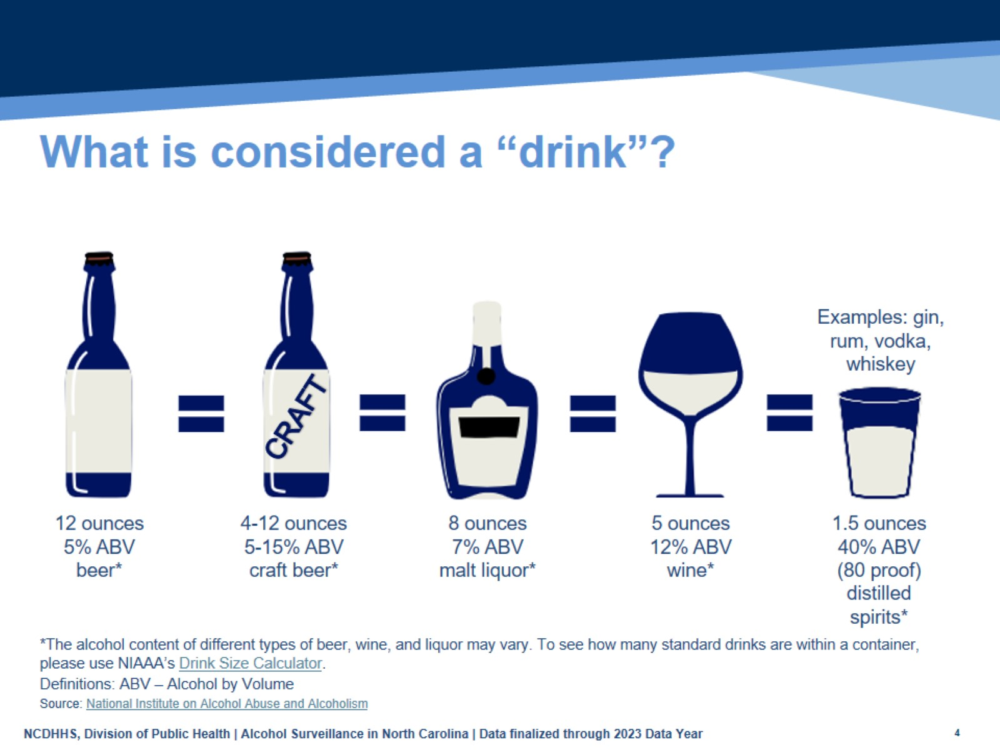 What is considered a “drink”?
Examples: gin,
rum, vodka,
whiskey
CRAFT
12 ounces
5% ABV
beer*
4-12 ounces
5-15% ABV
craft beer*
8 ounces
7% ABV
malt liquor*
5 ounces
12% ABV
wine*
1.5 ounces
40% ABV
(80 proof)
distilled
spirits*
*The alcohol content of different types of beer, wine, and liquor may vary. To see how many standard drinks are within a container,
please use NIAAA’s Drink Size Calculator.
Definitions: ABV – Alcohol by Volume
Source: National Institute on Alcohol Abuse and Alcoholism
NCDHHS, Division of Public Health | Alcohol Surveillance in North Carolina | Data finalized through 2023 Data Year
4